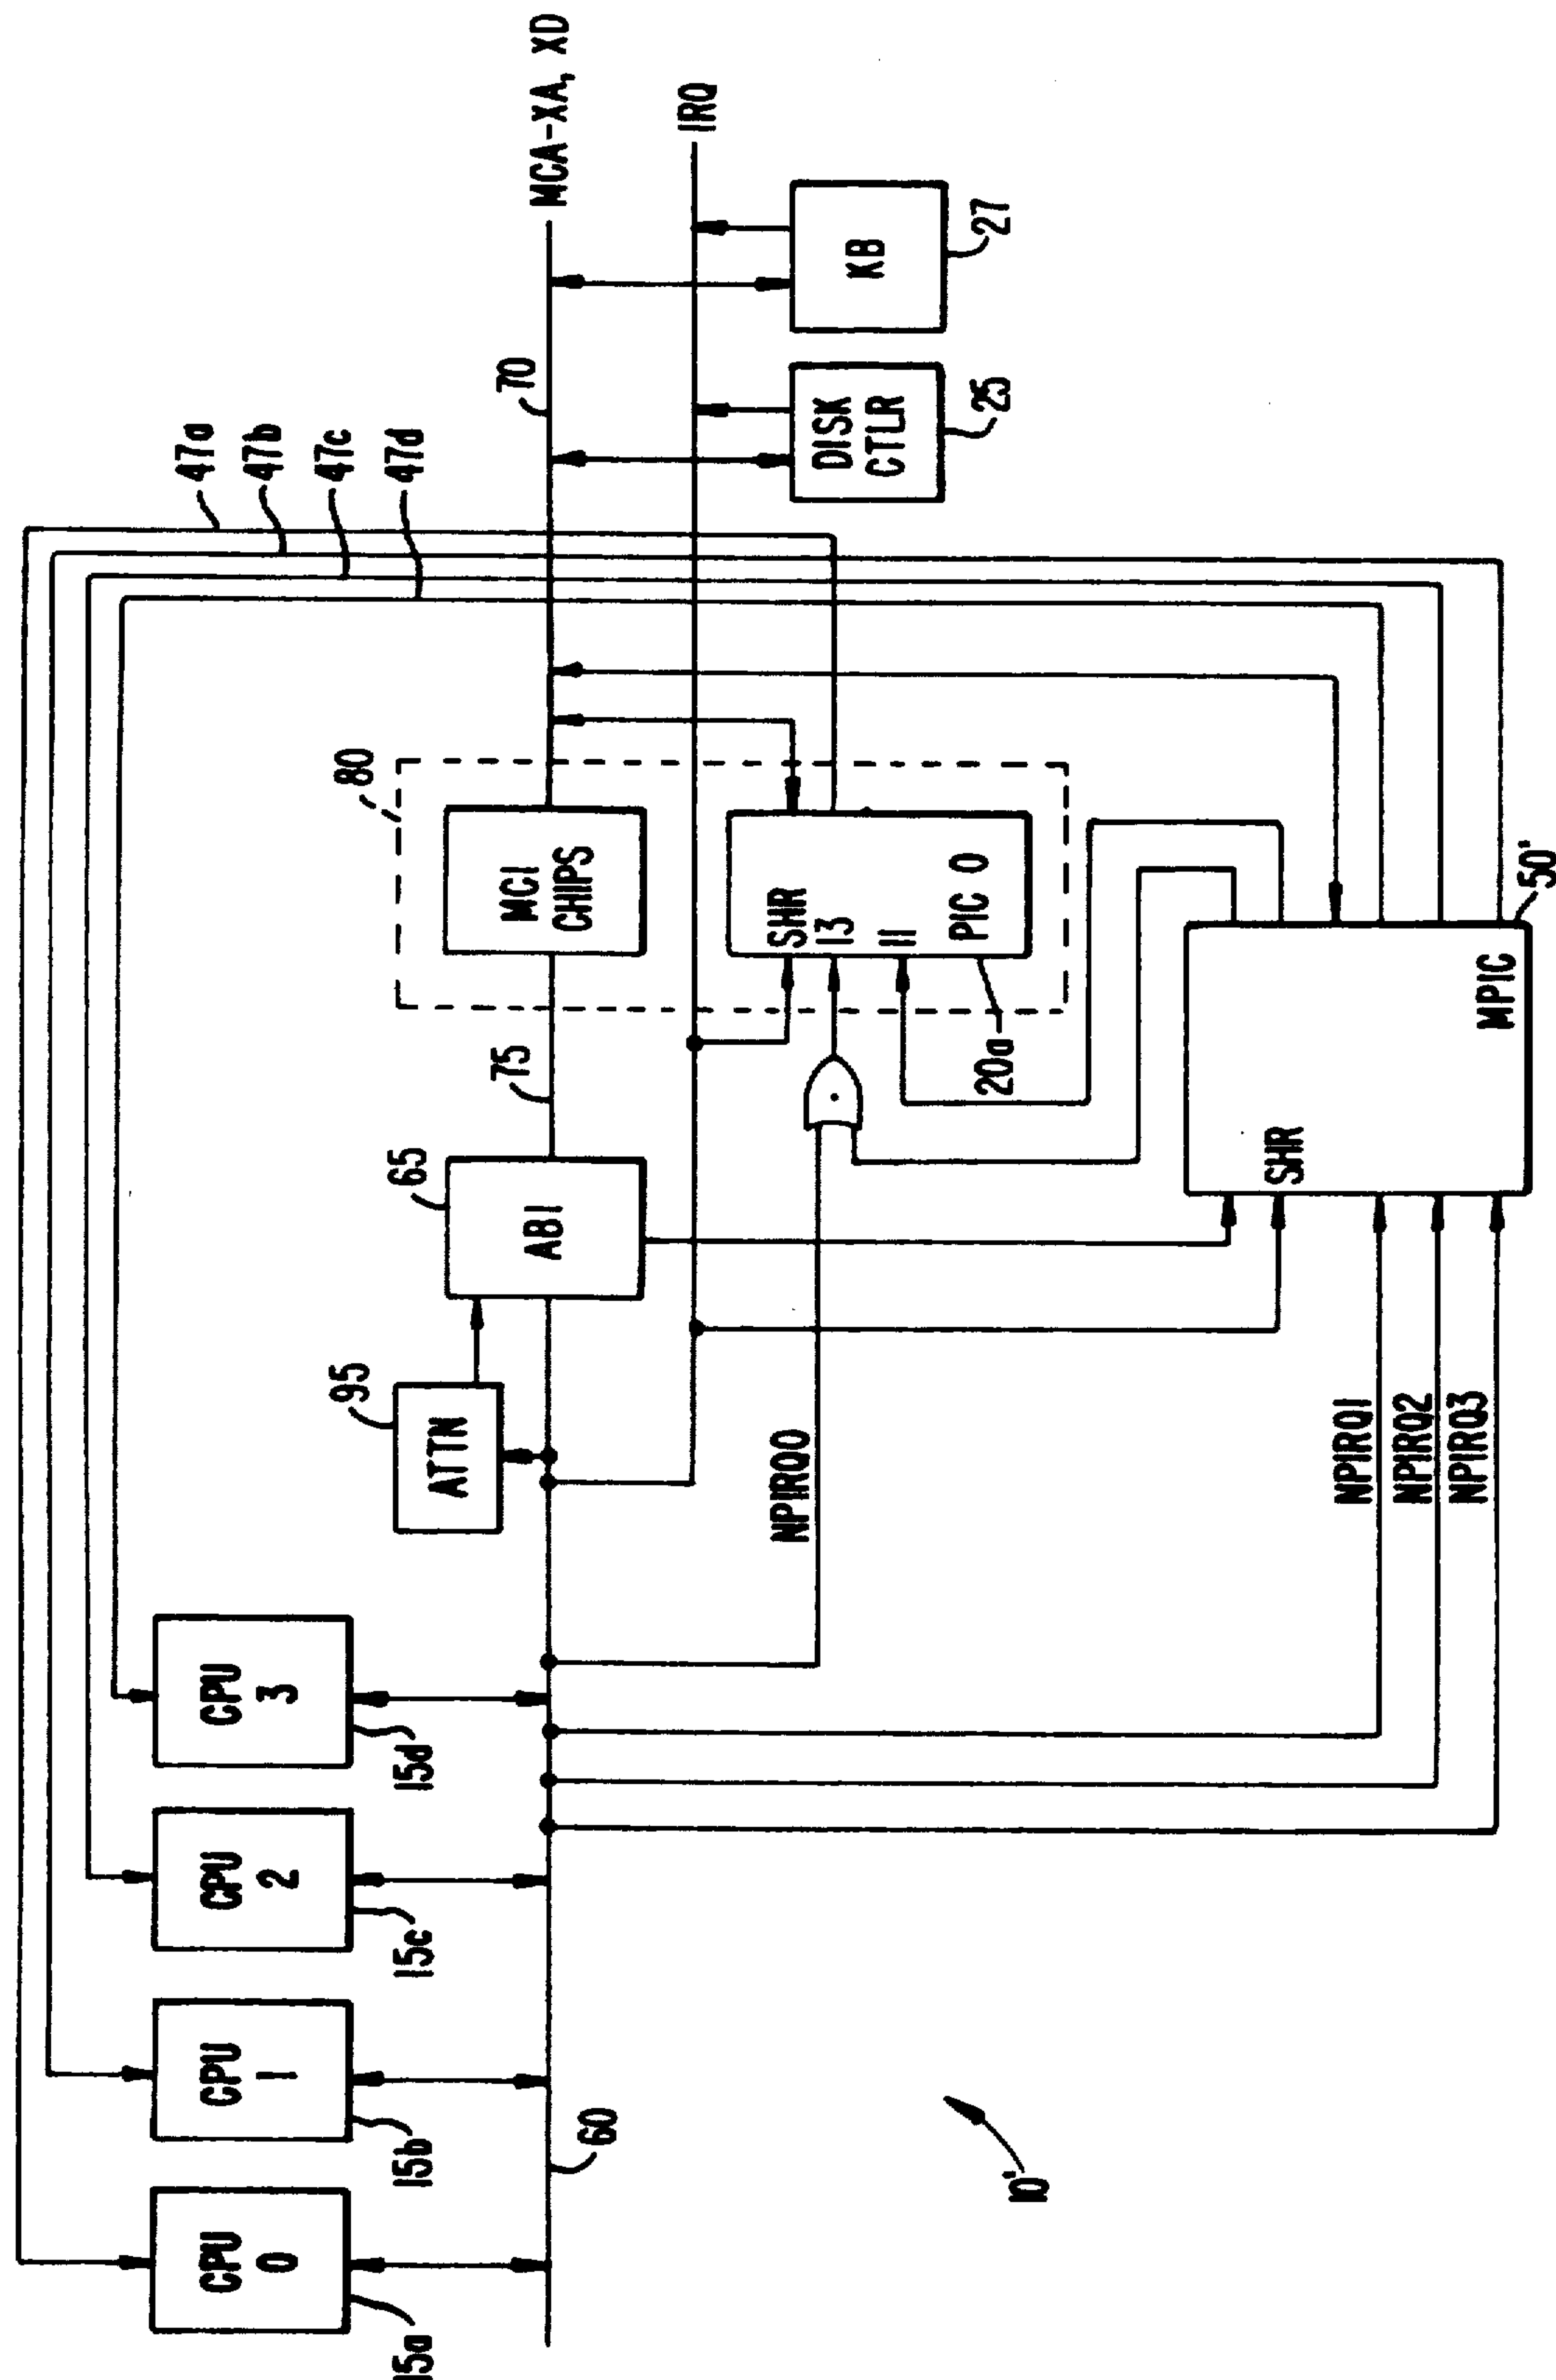 47a
47b
47c
47d
CPU
0
15a
CPU
1
15b
CPU
2
15c
CPU
3
15d
60
ATTN
95
ABI
65
75
80
MCI
CHIPS
70
MCA-XA, XD
IRQ
NPIRQ0
SHR
13
11
PIC 0
20a
DISK
CTLR
25
KB
27
NPIRQ1
NPIRQ2
NPIRQ3
SHR
MPIC
50'
10'